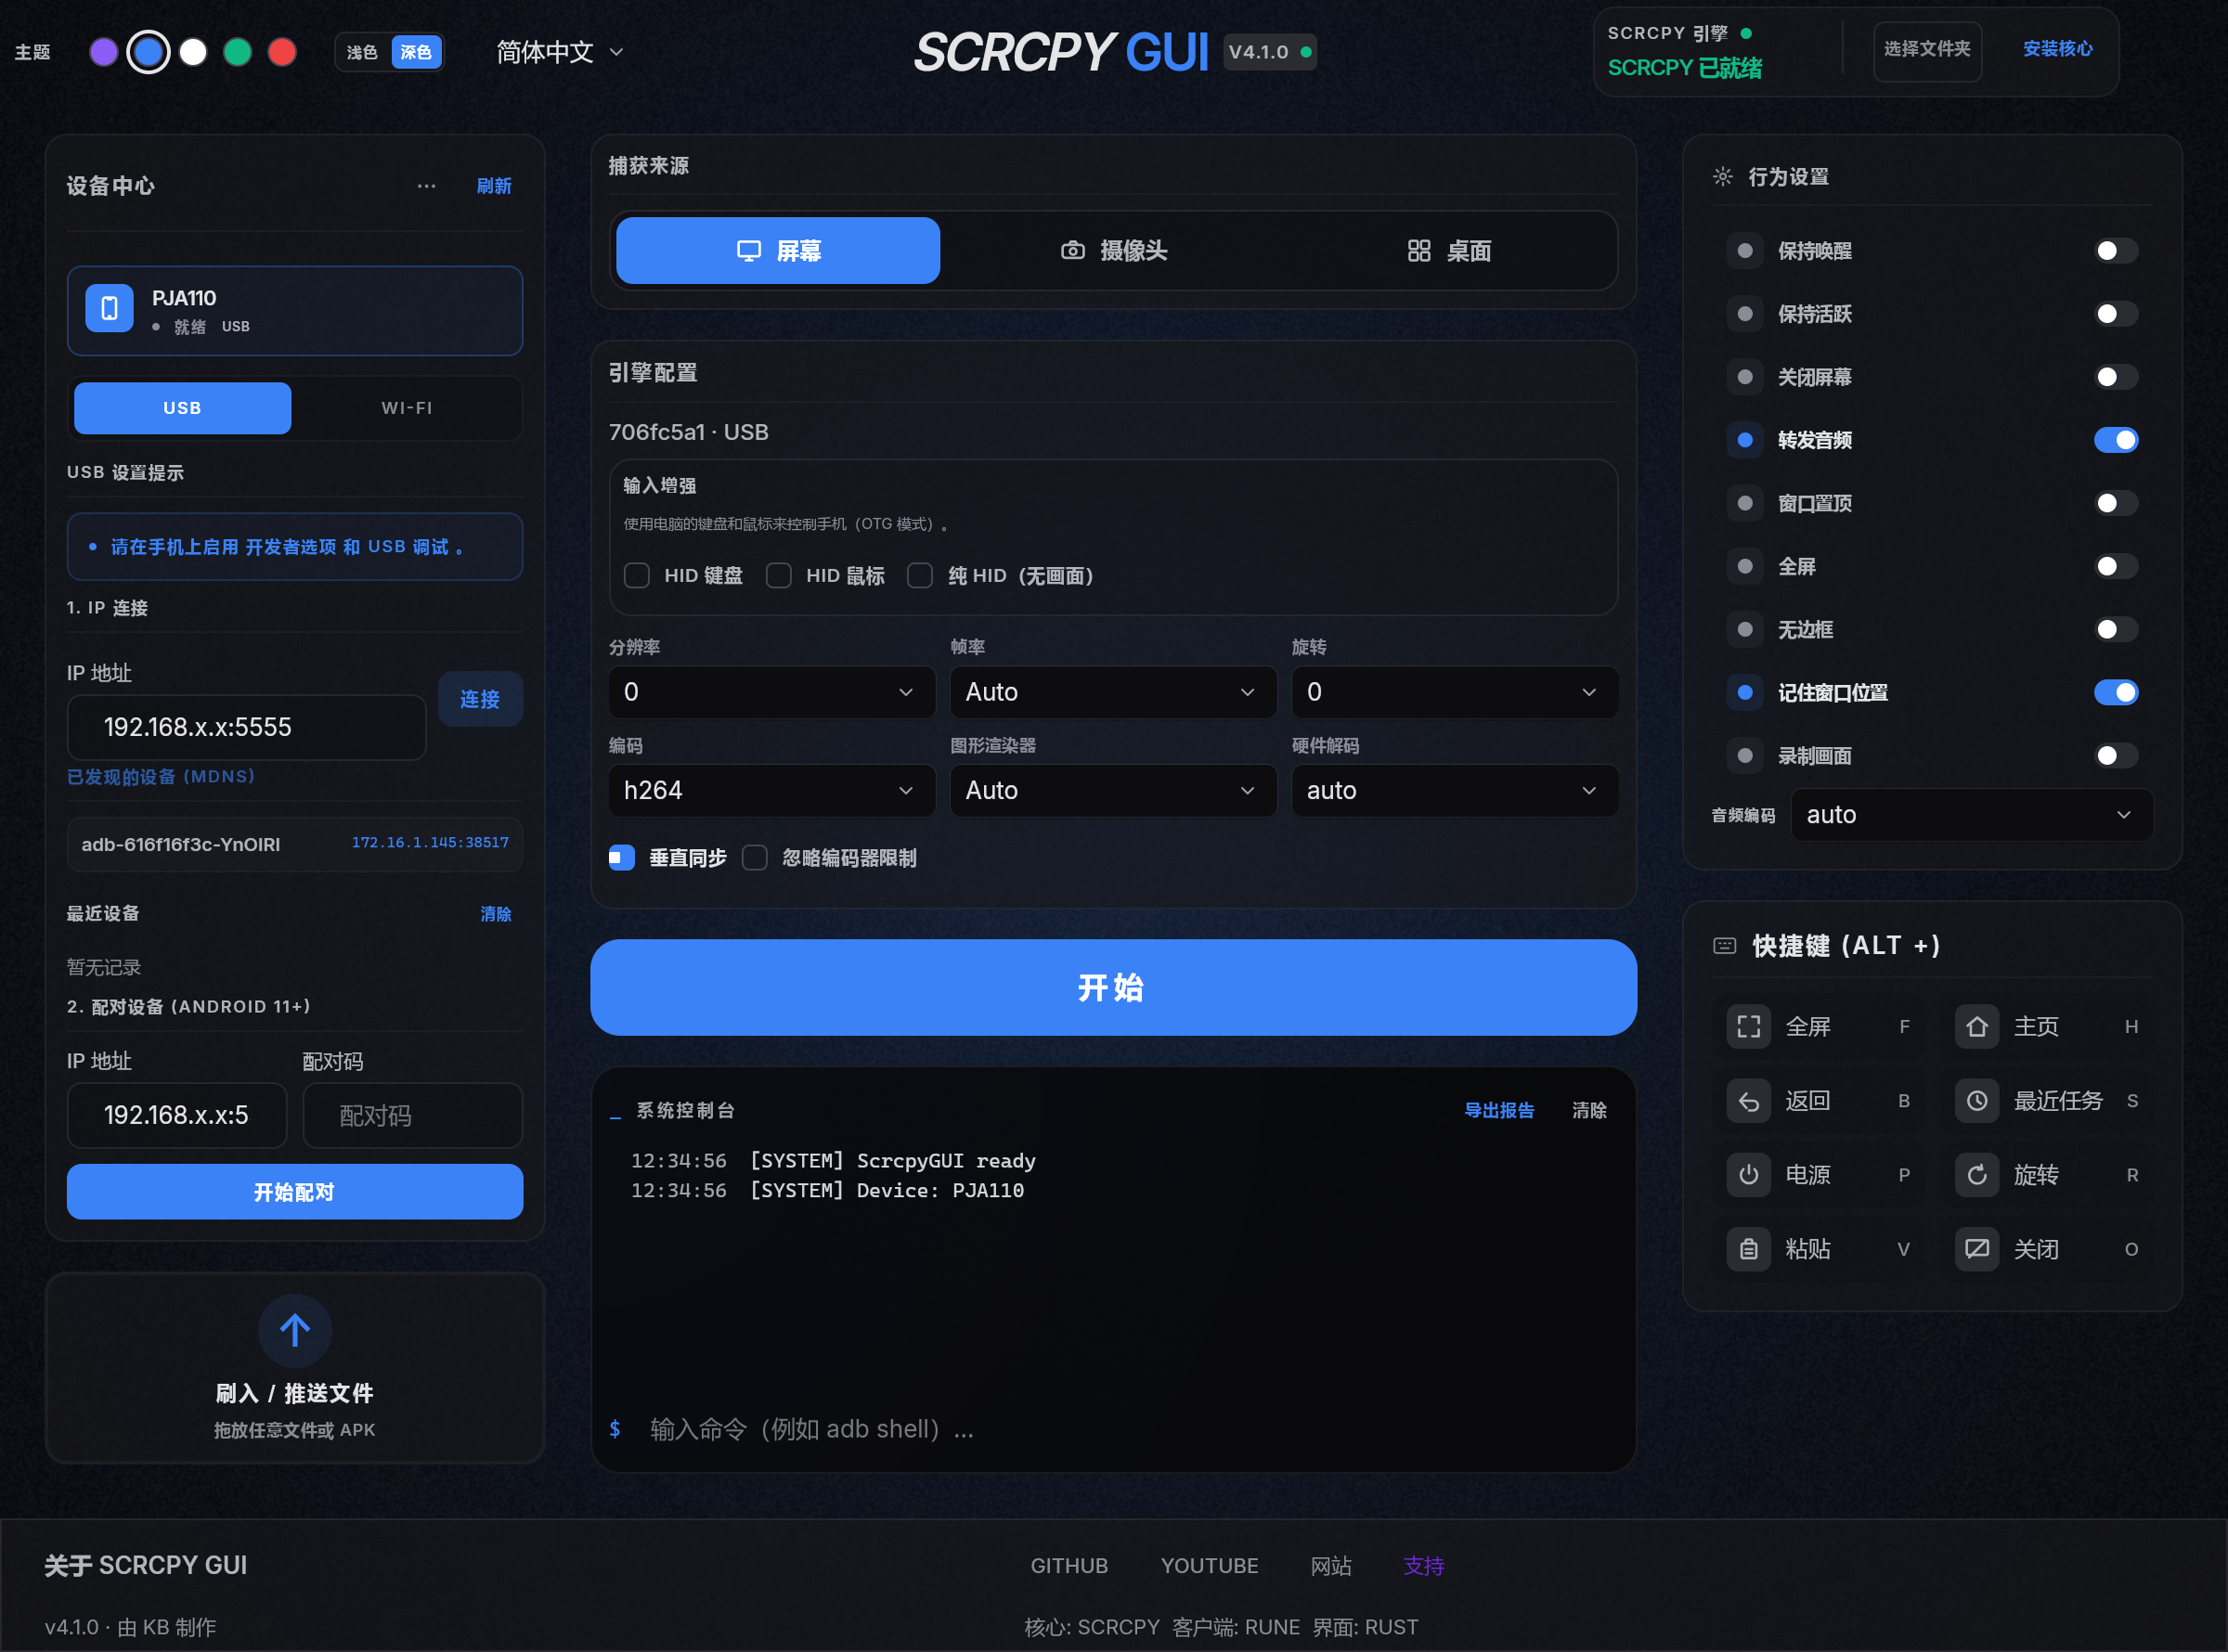 主题
浅色 深色
简体中文
SCRCPY GUI V4.1.0
SCRCPY 引擎
SCRCPY 已就绪
选择文件夹
安装核心
设备中心 ··· 刷新
PJA110
就绪 USB
USB WI-FI
USB 设置提示
请在手机上启用 开发者选项 和 USB 调试 。
1. IP 连接
IP 地址
192.168.x.x:5555
连接
已发现的设备 (MDNS)
adb-616f16f3c-YnOlRI 172.16.1.145:38517
最近设备 清除
暂无记录
2. 配对设备 (ANDROID 11+)
IP 地址 配对码
192.168.x.x:5 配对码
开始配对
刷入 / 推送文件
拖放任意文件或 APK
捕获来源
屏幕 摄像头 桌面
引擎配置
706fc5a1 · USB
输入增强
使用电脑的键盘和鼠标来控制手机（OTG 模式）。
HID 键盘 HID 鼠标 纯 HID（无画面）
分辨率 帧率 旋转
0 Auto 0
编码 图形渲染器 硬件解码
h264 Auto auto
垂直同步 忽略编码器限制
开始
_ 系统控制台 导出报告 清除
12:34:56 [SYSTEM] ScrcpyGUI ready
12:34:56 [SYSTEM] Device: PJA110
$ 输入命令（例如 adb shell）...
行为设置
保持唤醒
保持活跃
关闭屏幕
转发音频
窗口置顶
全屏
无边框
记住窗口位置
录制画面
音频编码 auto
快捷键 (ALT +)
全屏 F 主页 H
返回 B 最近任务 S
电源 P 旋转 R
粘贴 V 关闭 O
关于 SCRCPY GUI
GITHUB YOUTUBE 网站 支持
v4.1.0 · 由 KB 制作
核心: SCRCPY 客户端: RUNE 界面: RUST